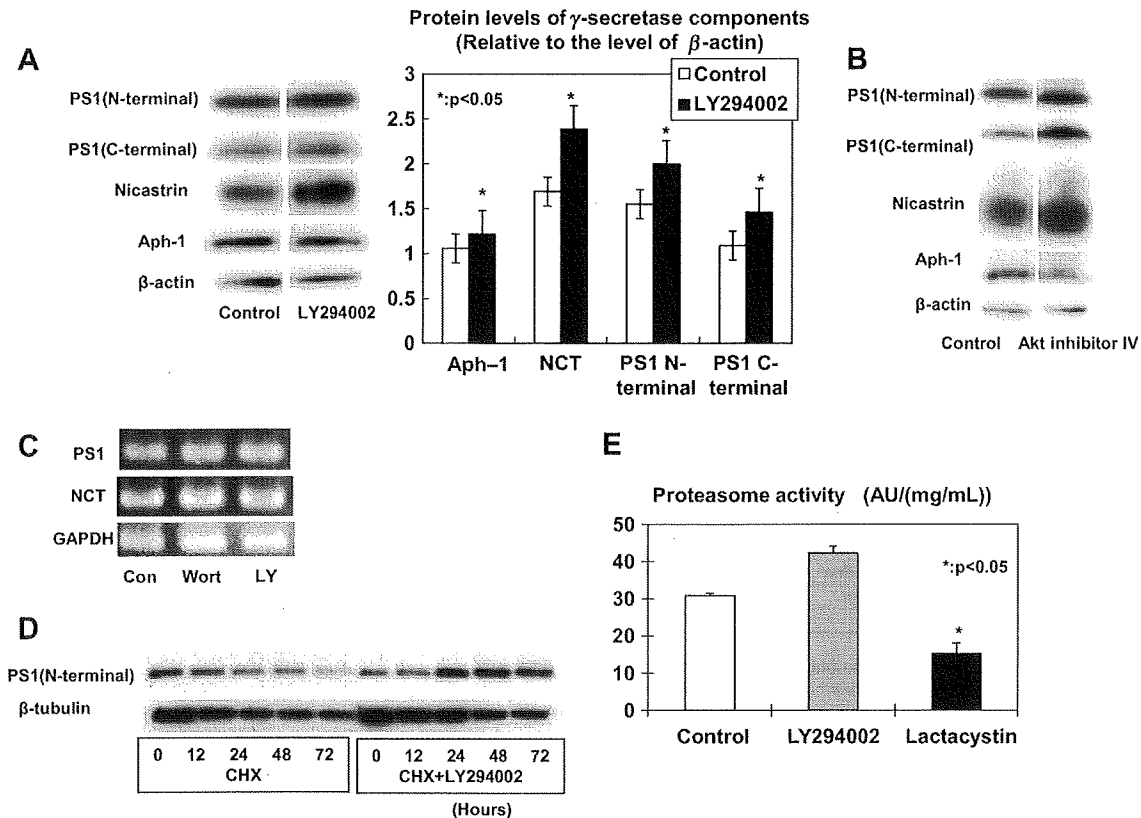 Protein levels of γ-secretase components
(Relative to the level of β-actin)
A
PS1(N-terminal)
PS1(C-terminal)
Nicastrin
Aph-1
β-actin
Control LY294002
3
2.5
2
1.5
1
0.5
0
*:p<0.05
Control
LY294002
*
*
*
*
Aph–1
NCT
PS1 N-
terminal
PS1 C-
terminal
B
PS1(N-terminal)
PS1(C-terminal)
Nicastrin
Aph-1
β-actin
Control Akt inhibitor IV
C
PS1
NCT
GAPDH
Con Wort LY
D
PS1(N-terminal)
β-tubulin
0 12 24 48 72
CHX
0 12 24 48 72
CHX+LY294002
(Hours)
E
Proteasome activity (AU/(mg/mL))
50
40
30
20
10
0
*:p<0.05
*
Control LY294002 Lactacystin